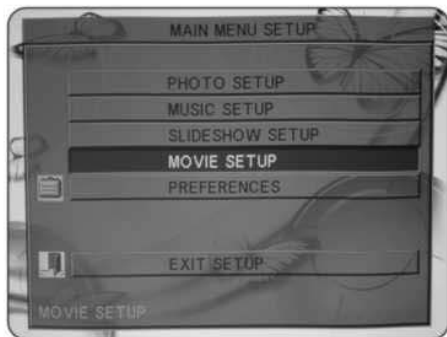 MAIN MENU SETUP
PHOTO SETUP
MUSIC SETUP
SLIDESHOW SETUP
MOVIE SETUP
PREFERENCES
EXIT SETUP
MOVIE SETUP